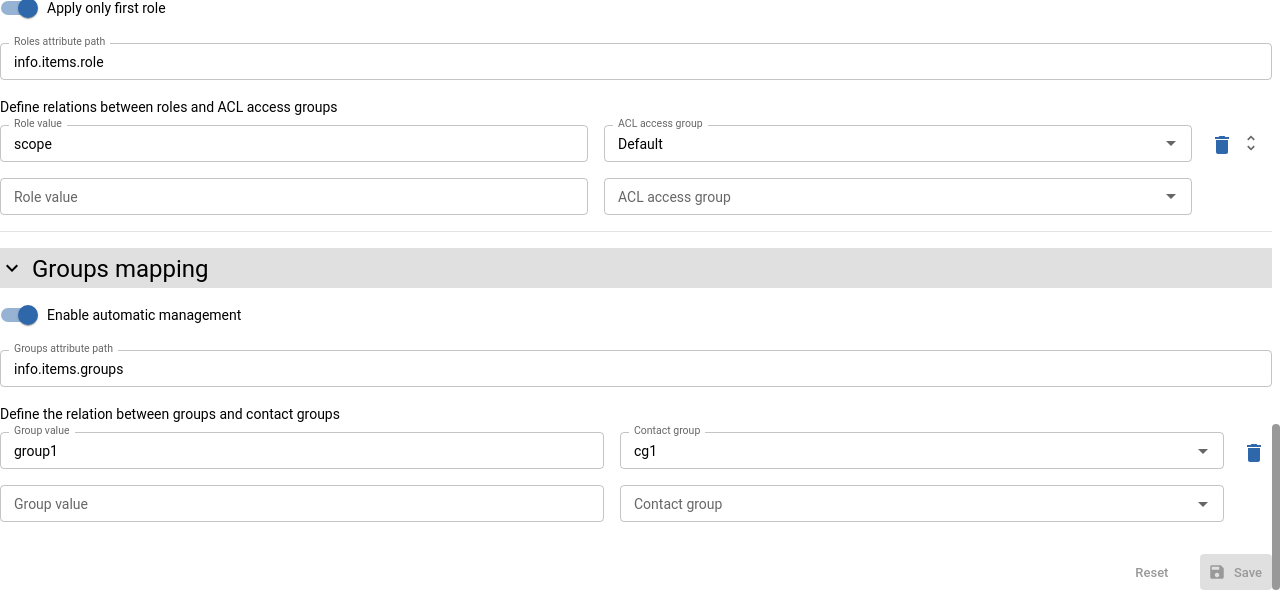 Apply only first role
Roles attribute path
info.items.role
Define relations between roles and ACL access groups
Role value
ACL access group
scope
Default
Role value
ACL access group
Groups mapping
Enable automatic management
Groups attribute path
info.items.groups
Define the relation between groups and contact groups
Group value
Contact group
group1
cg1
Group value
Contact group
Reset
Save